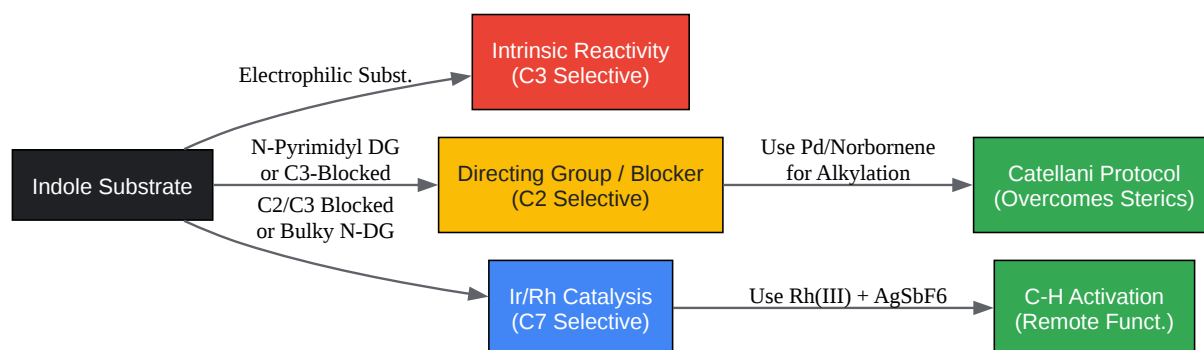 Intrinsic Reactivity
(C3 Selective)
Electrophilic Subst.
Indole Substrate
N-Pyrimidyl DG
or C3-Blocked
Directing Group / Blocker
(C2 Selective)
Use Pd/Norbornene
for Alkylation
Catellani Protocol
(Overcomes Sterics)
C2/C3 Blocked
or Bulky N-DG
Ir/Rh Catalysis
(C7 Selective)
Use Rh(III) + AgSbF6
C-H Activation
(Remote Funct.)